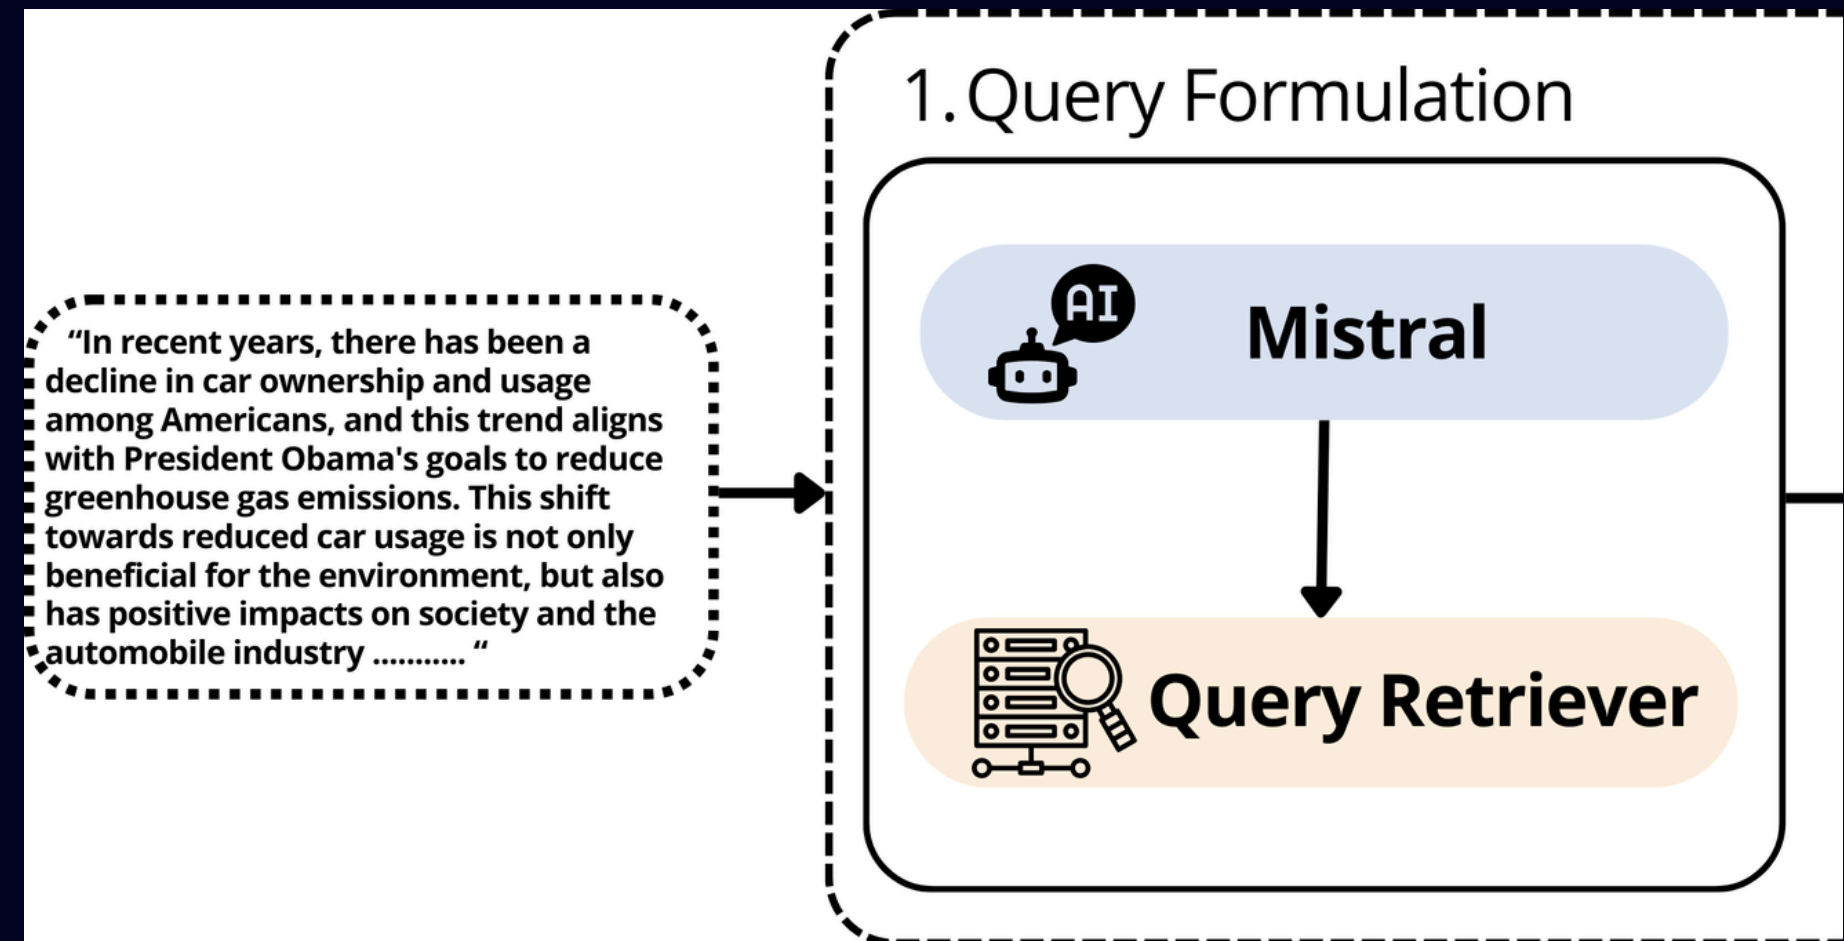 “In recent years, there has been a
decline in car ownership and usage
among Americans, and this trend aligns
with President Obama's goals to reduce
greenhouse gas emissions. This shift
towards reduced car usage is not only
beneficial for the environment, but also
has positive impacts on society and the
automobile industry ........... “
1. Query Formulation
AI
Mistral
Query Retriever